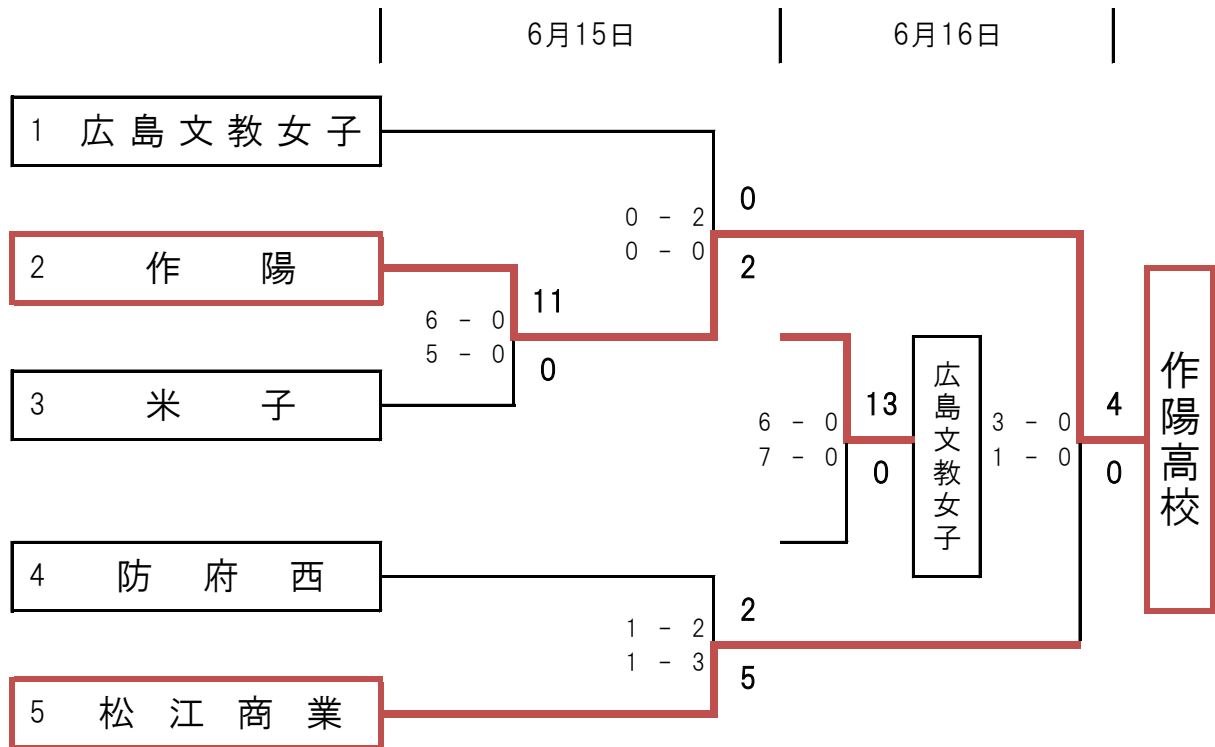 6月15日
6月16日
1 広島文教女子
0 - 2
0 - 0
0
2
2 作陽
6 - 0
5 - 0
11
0
3 米子
6 - 0
7 - 0
13
0
広島文教女子
3 - 0
1 - 0
4
0
作陽高校
4 防府西
1 - 2
1 - 3
2
5
5 松江商業